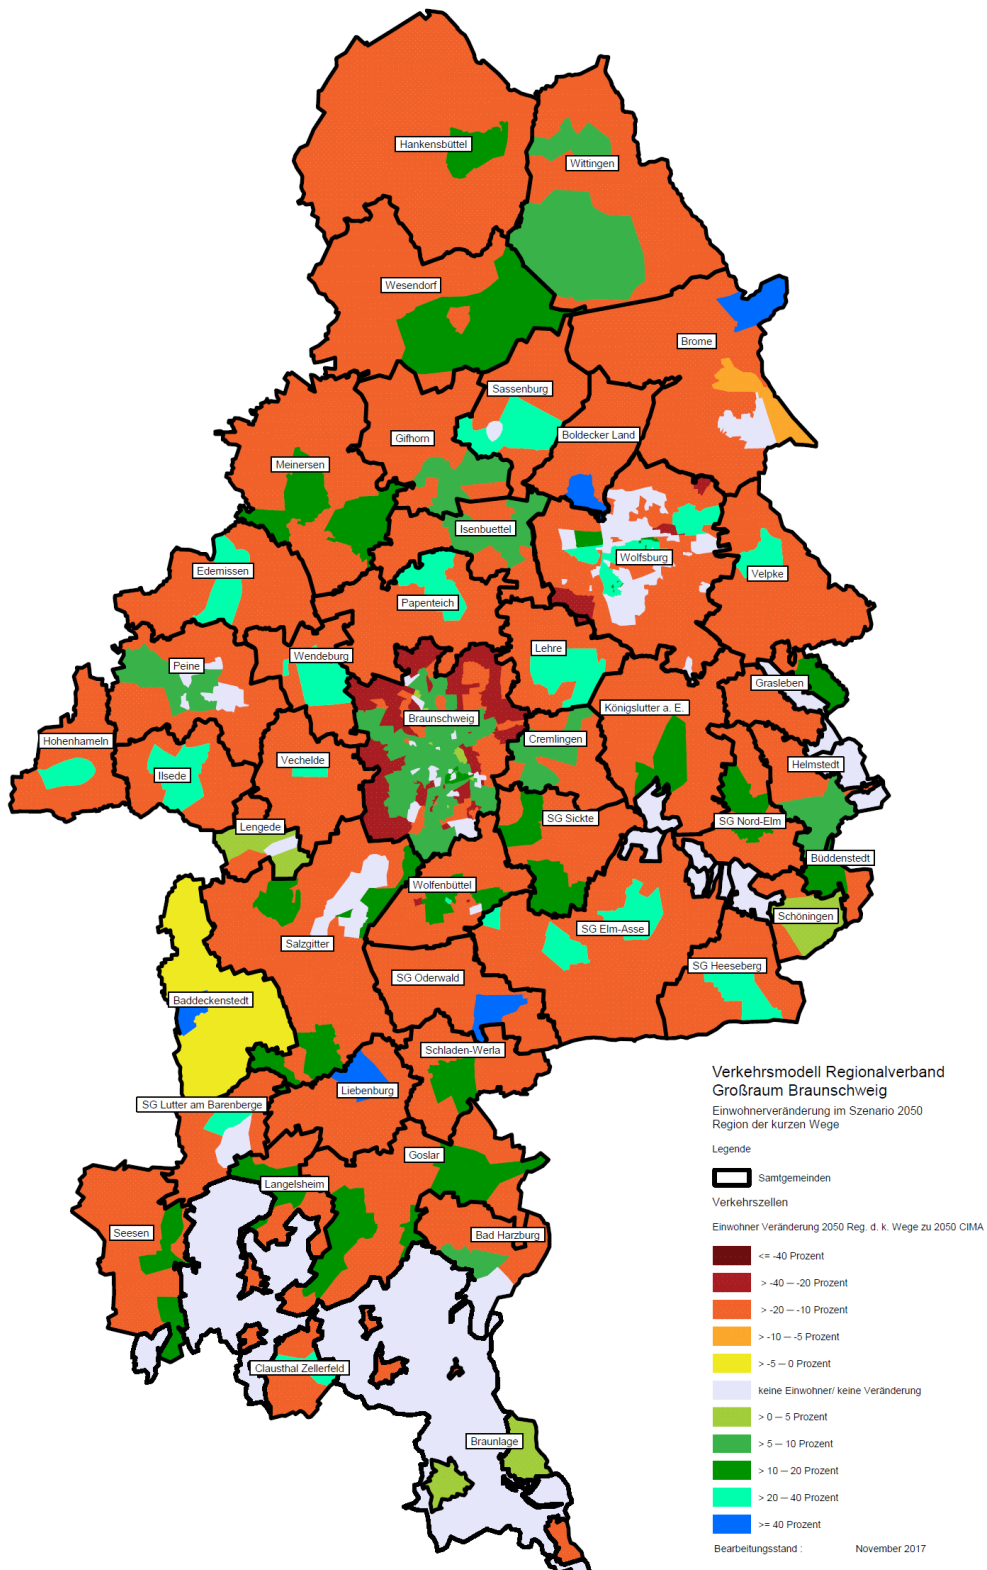 Hankensbüttel
Wittingen
Wesendorf
Brome
Sassenburg
Gifhorn
Boldecker Land
Meinersen
Isenbuettel
Wolfsburg
Edemissen
Velpke
Papenteich
Wendeburg
Lehre
Peine
Grasleben
Königslutter a. E.
Braunschweig
Cremlingen
Hohenhameln
Vechelde
Helmstedt
Ilsede
SG Sickte
SG Nord-Elm
Lengede
Büddenstedt
Wolfenbüttel
Schöningen
SG Elm-Asse
Salzgitter
SG Heeseberg
SG Oderwald
Baddeckenstedt
Schladen-Werla
Liebenburg
SG Lutter am Barenberge
Goslar
Langelsheim
Seesen
Bad Harzburg
Clausthal Zellerfeld
Braunlage
Verkehrsmodell Regionalverband
Großraum Braunschweig
Einwohnerveränderung im Szenario 2050
Region der kurzen Wege
Legende
Samtgemeinden
Verkehrszellen
Einwohner Veränderung 2050 Reg. d. k. Wege zu 2050 CIMA
<= -40 Prozent
> -40 — -20 Prozent
> -20 — -10 Prozent
> -10 — -5 Prozent
> -5 — 0 Prozent
keine Einwohner/ keine Veränderung
> 0 — 5 Prozent
> 5 — 10 Prozent
> 10 — 20 Prozent
> 20 — 40 Prozent
>= 40 Prozent
Bearbeitungsstand : November 2017